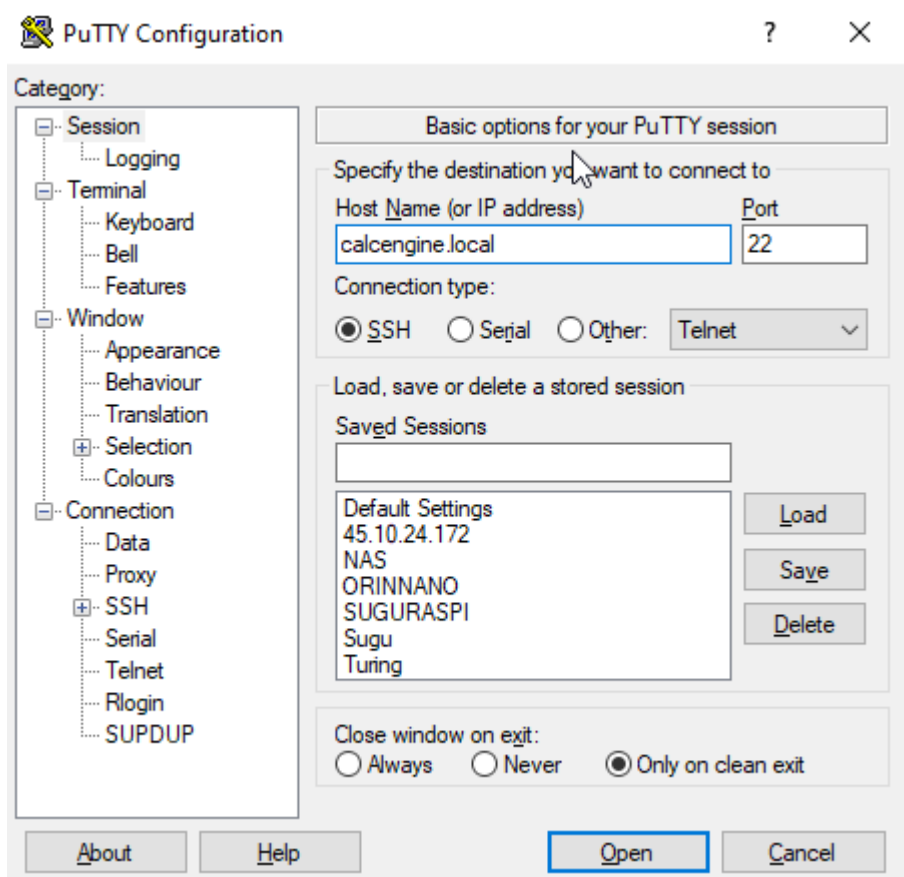 PuTTY Configuration ? ×
Category:
Session
Logging
Terminal
Keyboard
Bell
Features
Window
Appearance
Behaviour
Translation
Selection
Colours
Connection
Data
Proxy
SSH
Serial
Telnet
Rlogin
SUPDUP
Basic options for your PuTTY session
Specify the destination you want to connect to
Host Name (or IP address) Port
calcengine.local 22
Connection type:
SSH Serial Other: Telnet
Load, save or delete a stored session
Saved Sessions
Default Settings
45.10.24.172
NAS
ORINNANO
SUGURASPI
Sugu
Turing
Load
Save
Delete
Close window on exit:
Always Never Only on clean exit
About Help Open Cancel